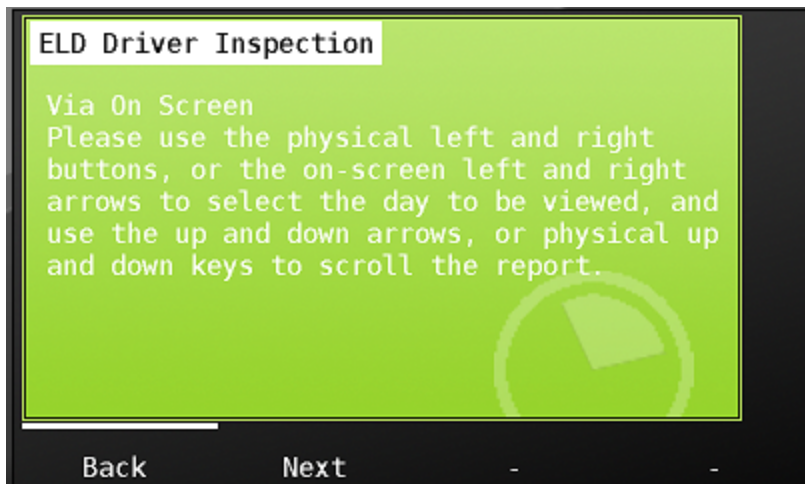 ELD Driver Inspection
Via On Screen
Please use the physical left and right
buttons, or the on-screen left and right
arrows to select the day to be viewed, and
use the up and down arrows, or physical up
and down keys to scroll the report.
Back Next - -